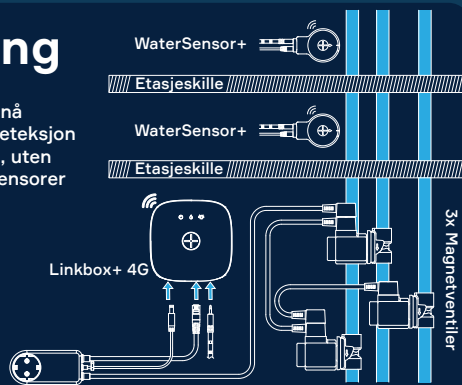 ng
WaterSensor+
Etasjeskille
nå
eteksjon
, uten
ensorer
WaterSensor+
Etasjeskille
Linkbox+ 4G
3x Magnetventiler